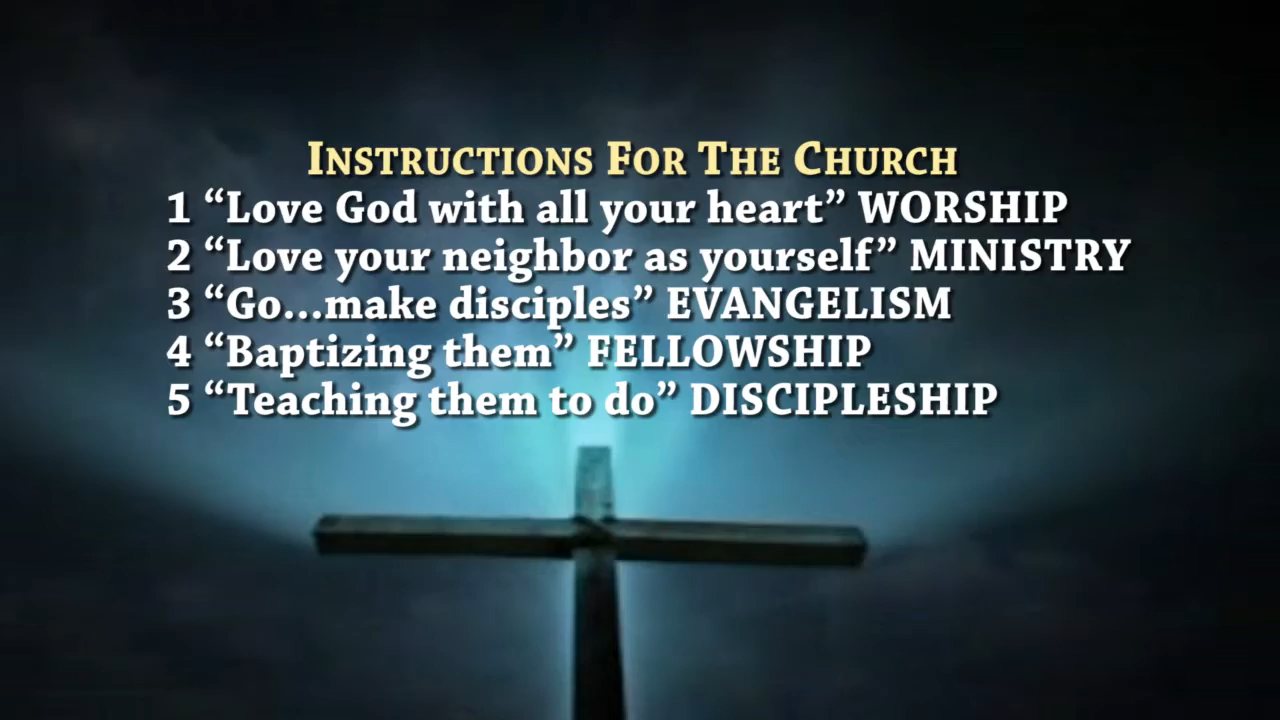 Instructions For The Church
1 “Love God with all your heart” WORSHIP
2 “Love your neighbor as yourself” MINISTRY
3 “Go...make disciples” EVANGELISM
4 “Baptizing them” FELLOWSHIP
5 “Teaching them to do” DISCIPLESHIP